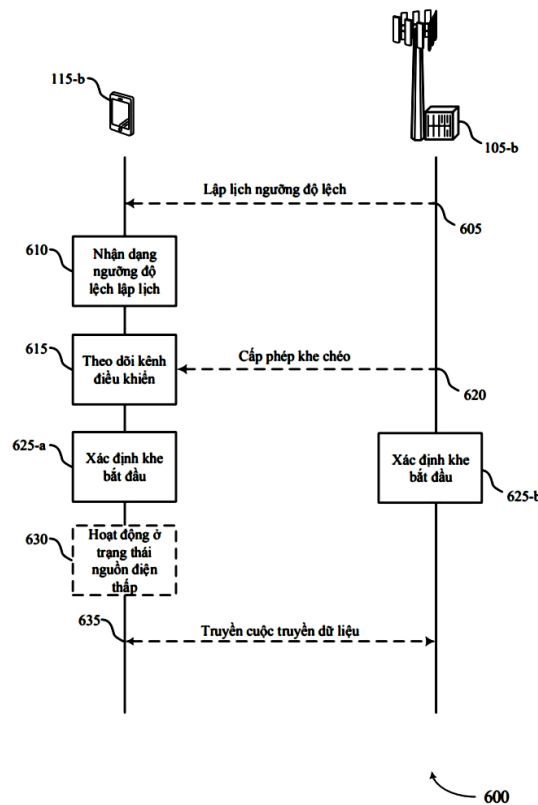 115-b
105-b
Lập lịch ngưỡng độ lệch
605
610
Nhận dạng
ngưỡng độ
lệch lập lịch
615
Theo dõi kênh
điều khiển
Cấp phép khe chéo
620
625-a
Xác định khe
bắt đầu
Xác định khe
bắt đầu
625-b
630
Hoạt động ở
trạng thái
nguồn điện
thấp
635
Truyền cuộc truyền dữ liệu
600